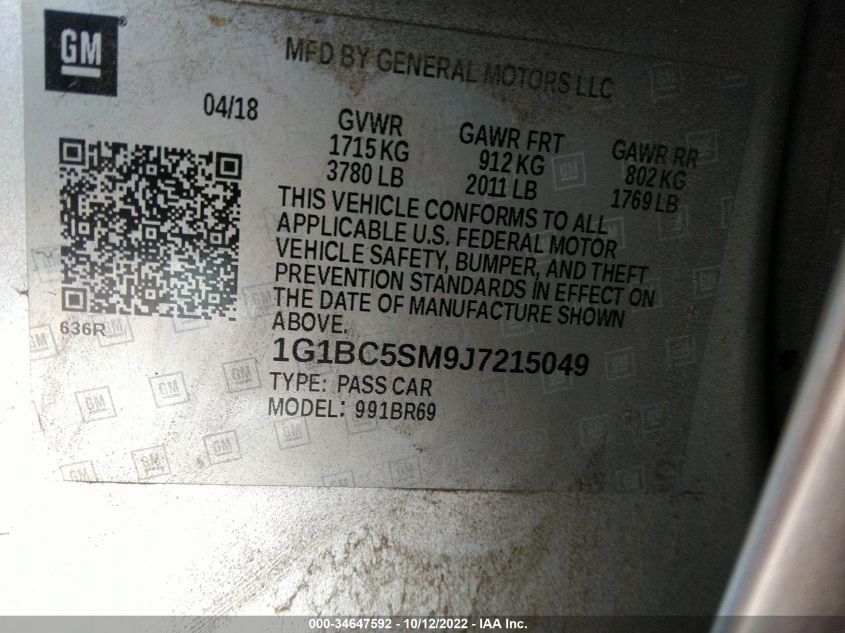 GM
MFD BY GENERAL MOTORS LLC
04/18
GVWR
1715 KG
3780 LB
GAWR FRT
912 KG
2011 LB
GAWR RR
802 KG
1769 LB
THIS VEHICLE CONFORMS TO ALL
APPLICABLE U.S. FEDERAL MOTOR
VEHICLE SAFETY, BUMPER, AND THEFT
PREVENTION STANDARDS IN EFFECT ON
THE DATE OF MANUFACTURE SHOWN
ABOVE.
636R
1G1BC5SM9J7215049
TYPE: PASS CAR
MODEL: 991BR69
000-34647592 - 10/12/2022 - IAA Inc.